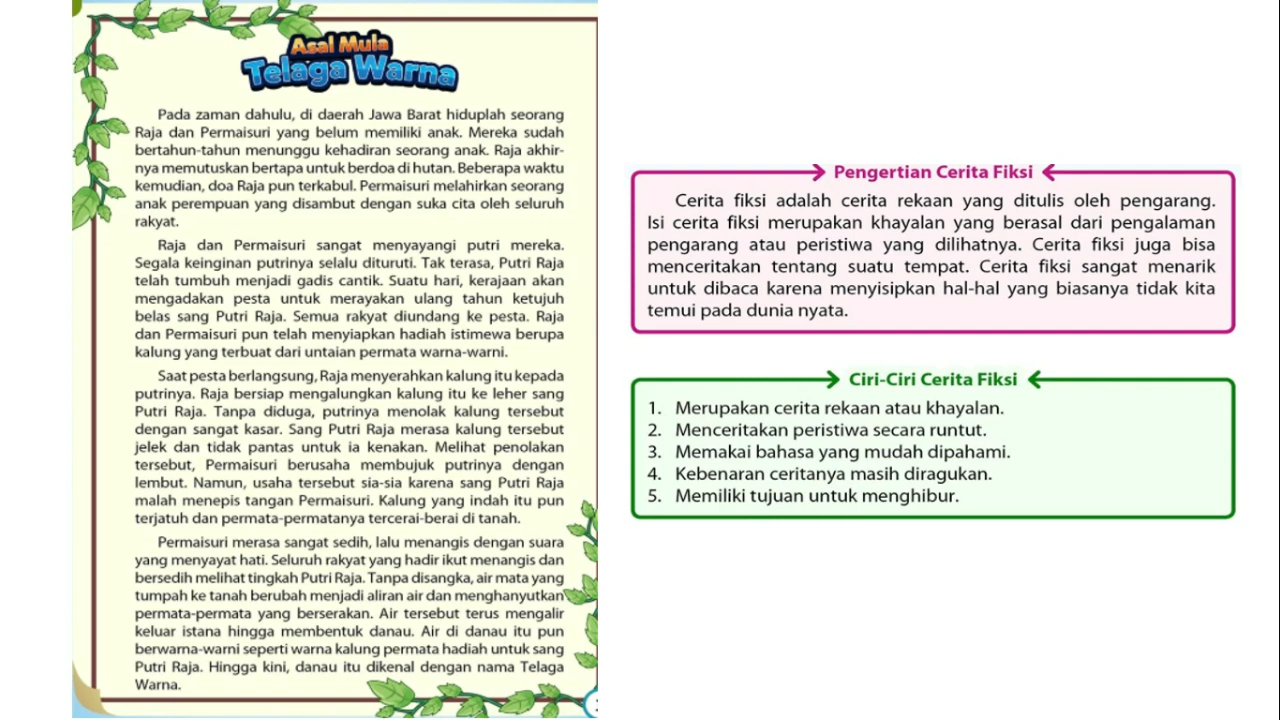 Asal Mula
Telaga Warna
Pada zaman dahulu, di daerah Jawa Barat hiduplah seorang
Raja dan Permaisuri yang belum memiliki anak. Mereka sudah
bertahun-tahun menunggu kehadiran seorang anak. Raja akhir-
nya memutuskan bertapa untuk berdoa di hutan. Beberapa waktu
kemudian, doa Raja pun terkabul. Permaisuri melahirkan seorang
anak perempuan yang disambut dengan suka cita oleh seluruh
rakyat.
Raja dan Permaisuri sangat menyayangi putri mereka.
Segala keinginan putrinya selalu dituruti. Tak terasa, Putri Raja
telah tumbuh menjadi gadis cantik. Suatu hari, kerajaan akan
mengadakan pesta untuk merayakan ulang tahun ketujuh
belas sang Putri Raja. Semua rakyat diundang ke pesta. Raja
dan Permaisuri pun telah menyiapkan hadiah istimewa berupa
kalung yang terbuat dari untaian permata warna-warni.
Saat pesta berlangsung, Raja menyerahkan kalung itu kepada
putrinya. Raja bersiap mengalungkan kalung itu ke leher sang
Putri Raja. Tanpa diduga, putrinya menolak kalung tersebut
dengan sangat kasar. Sang Putri Raja merasa kalung tersebut
jelek dan tidak pantas untuk ia kenakan. Melihat penolakan
tersebut, Permaisuri berusaha membujuk putrinya dengan
lembut. Namun, usaha tersebut sia-sia karena sang Putri Raja
malah menepis tangan Permaisuri. Kalung yang indah itu pun
terjatuh dan permata-permatanya tercerai-berai di tanah.
Permaisuri merasa sangat sedih, lalu menangis dengan suara
yang menyayat hati. Seluruh rakyat yang hadir ikut menangis dan
bersedih melihat tingkah Putri Raja. Tanpa disangka, air mata yang
tumpah ke tanah berubah menjadi aliran air dan menghanyutkan
permata-permata yang berserakan. Air tersebut terus mengalir
keluar istana hingga membentuk danau. Air di danau itu pun
berwarna-warni seperti warna kalung permata hadiah untuk sang
Putri Raja. Hingga kini, danau itu dikenal dengan nama Telaga
Warna.
Pengertian Cerita Fiksi
Cerita fiksi adalah cerita rekaan yang ditulis oleh pengarang.
Isi cerita fiksi merupakan khayalan yang berasal dari pengalaman
pengarang atau peristiwa yang dilihatnya. Cerita fiksi juga bisa
menceritakan tentang suatu tempat. Cerita fiksi sangat menarik
untuk dibaca karena menyisipkan hal-hal yang biasanya tidak kita
temui pada dunia nyata.
Ciri-Ciri Cerita Fiksi
1. Merupakan cerita rekaan atau khayalan.
2. Menceritakan peristiwa secara runtut.
3. Memakai bahasa yang mudah dipahami.
4. Kebenaran ceritanya masih diragukan.
5. Memiliki tujuan untuk menghibur.